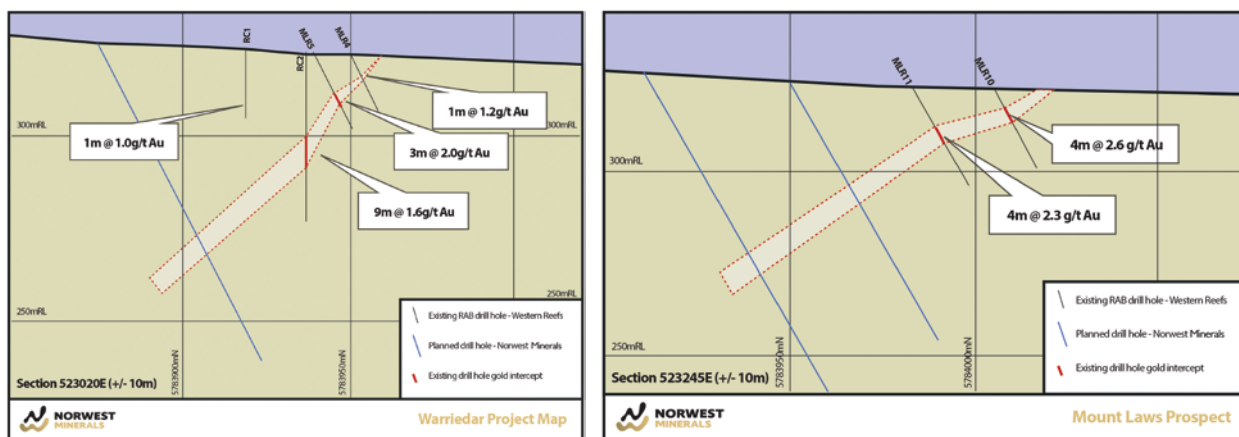 RC1
MLR5
MLR4
RC2
1m @ 1.2g/t Au
1m @ 1.0g/t Au
300mRL
300mRL
3m @ 2.0g/t Au
9m @ 1.6g/t Au
250mRL
250mRL
Existing RAB drill hole - Western Reefs
Planned drill hole - Norwest Minerals
Existing drill hole gold intercept
5783900mN
5783950mN
Section 523020E (+/- 10m)
NORWEST
MINERALS
Warriedar Project Map
MLR11
MLR10
4m @ 2.6 g/t Au
300mRL
4m @ 2.3 g/t Au
250mRL
Existing RAB drill hole - Western Reefs
Planned drill hole - Norwest Minerals
Existing drill hole gold intercept
5783950mN
5784000mN
Section 523245E (+/- 10m)
NORWEST
MINERALS
Mount Laws Prospect